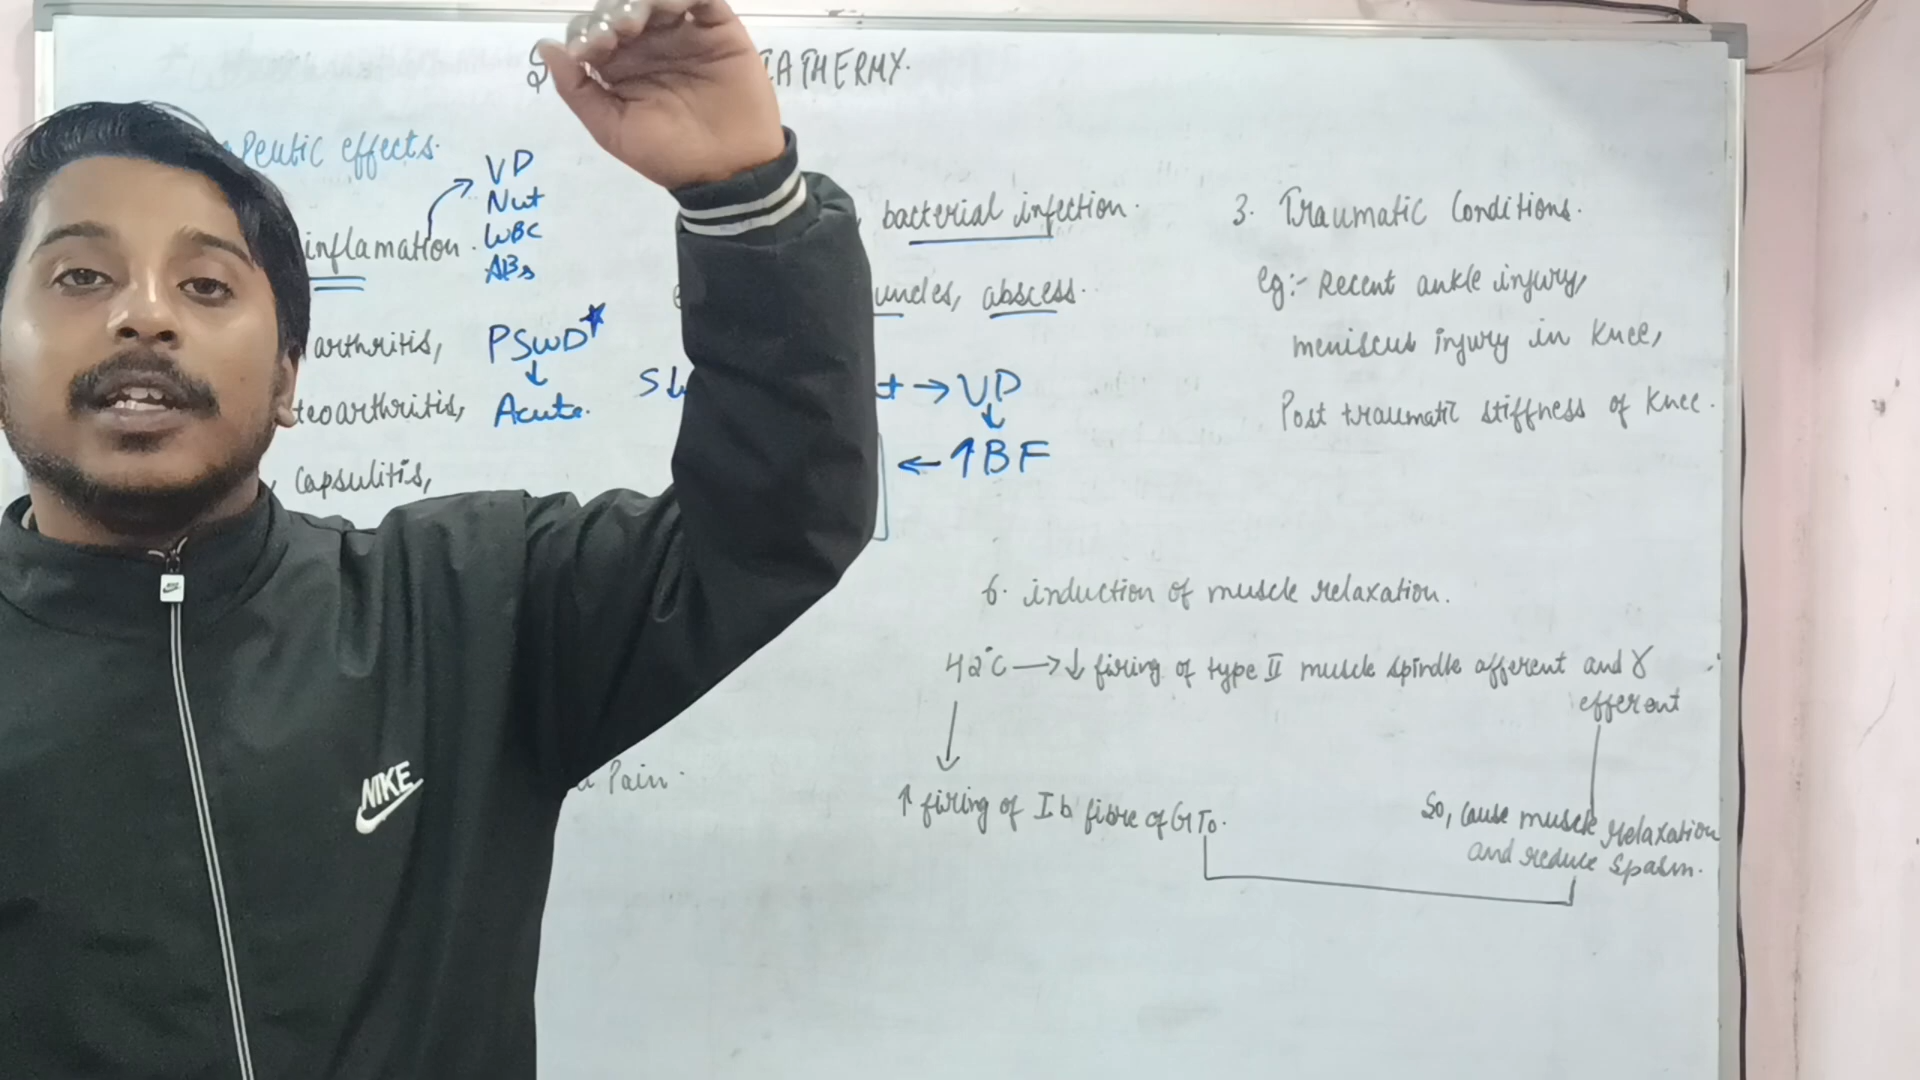 IATHERMY.
peutic effects.
VD
Nut
WBC
ABs
inflamation.
arthritis,
PSWD*
↓
Acute.
teoarthritis,
capsulitis,
bacterial infection.
uncles, abscess.
t → VD
↓
← ↑BF
3. Traumatic Conditions.
eg:- Recent ankle injury,
meniscus injury in knee,
Post traumatic stiffness of knee.
Pain.
6. induction of muscle relaxation.
42°C → ↓ firing of type II muscle spindle afferent and γ
efferent
↑ firing of Ib fibre of GTO.
So, cause muscle relaxation
and reduce spasm.
NIKE